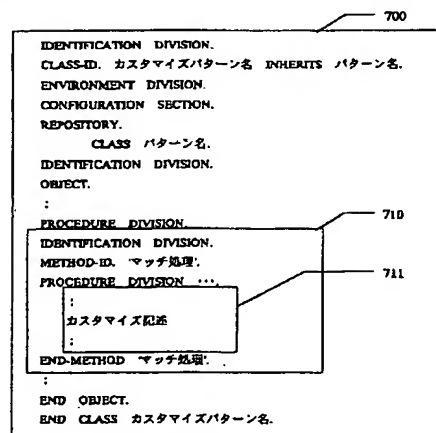 700
IDENTIFICATION DIVISION.
CLASS-ID. カスタマイズパターン名 INHERITS パターン名.
ENVIRONMENT DIVISION.
CONFIGURATION SECTION.
REPOSITORY.
CLASS パターン名.
IDENTIFICATION DIVISION.
OBJECT.
:
PROCEDURE DIVISION.
710
IDENTIFICATION DIVISION.
METHOD-ID. 'マッチ処理'.
PROCEDURE DIVISION ….
711
:
カスタマイズ記述
:
END-METHOD 'マッチ処理'.
:
END OBJECT.
END CLASS カスタマイズパターン名.